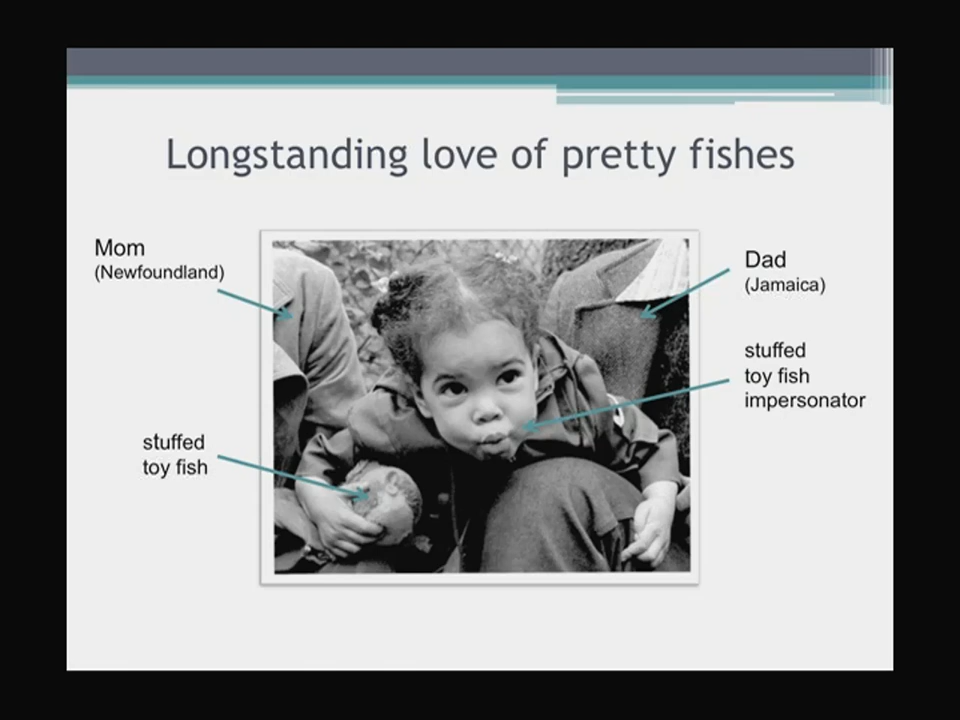 Longstanding love of pretty fishes
Mom
(Newfoundland)
Dad
(Jamaica)
stuffed
toy fish
impersonator
stuffed
toy fish